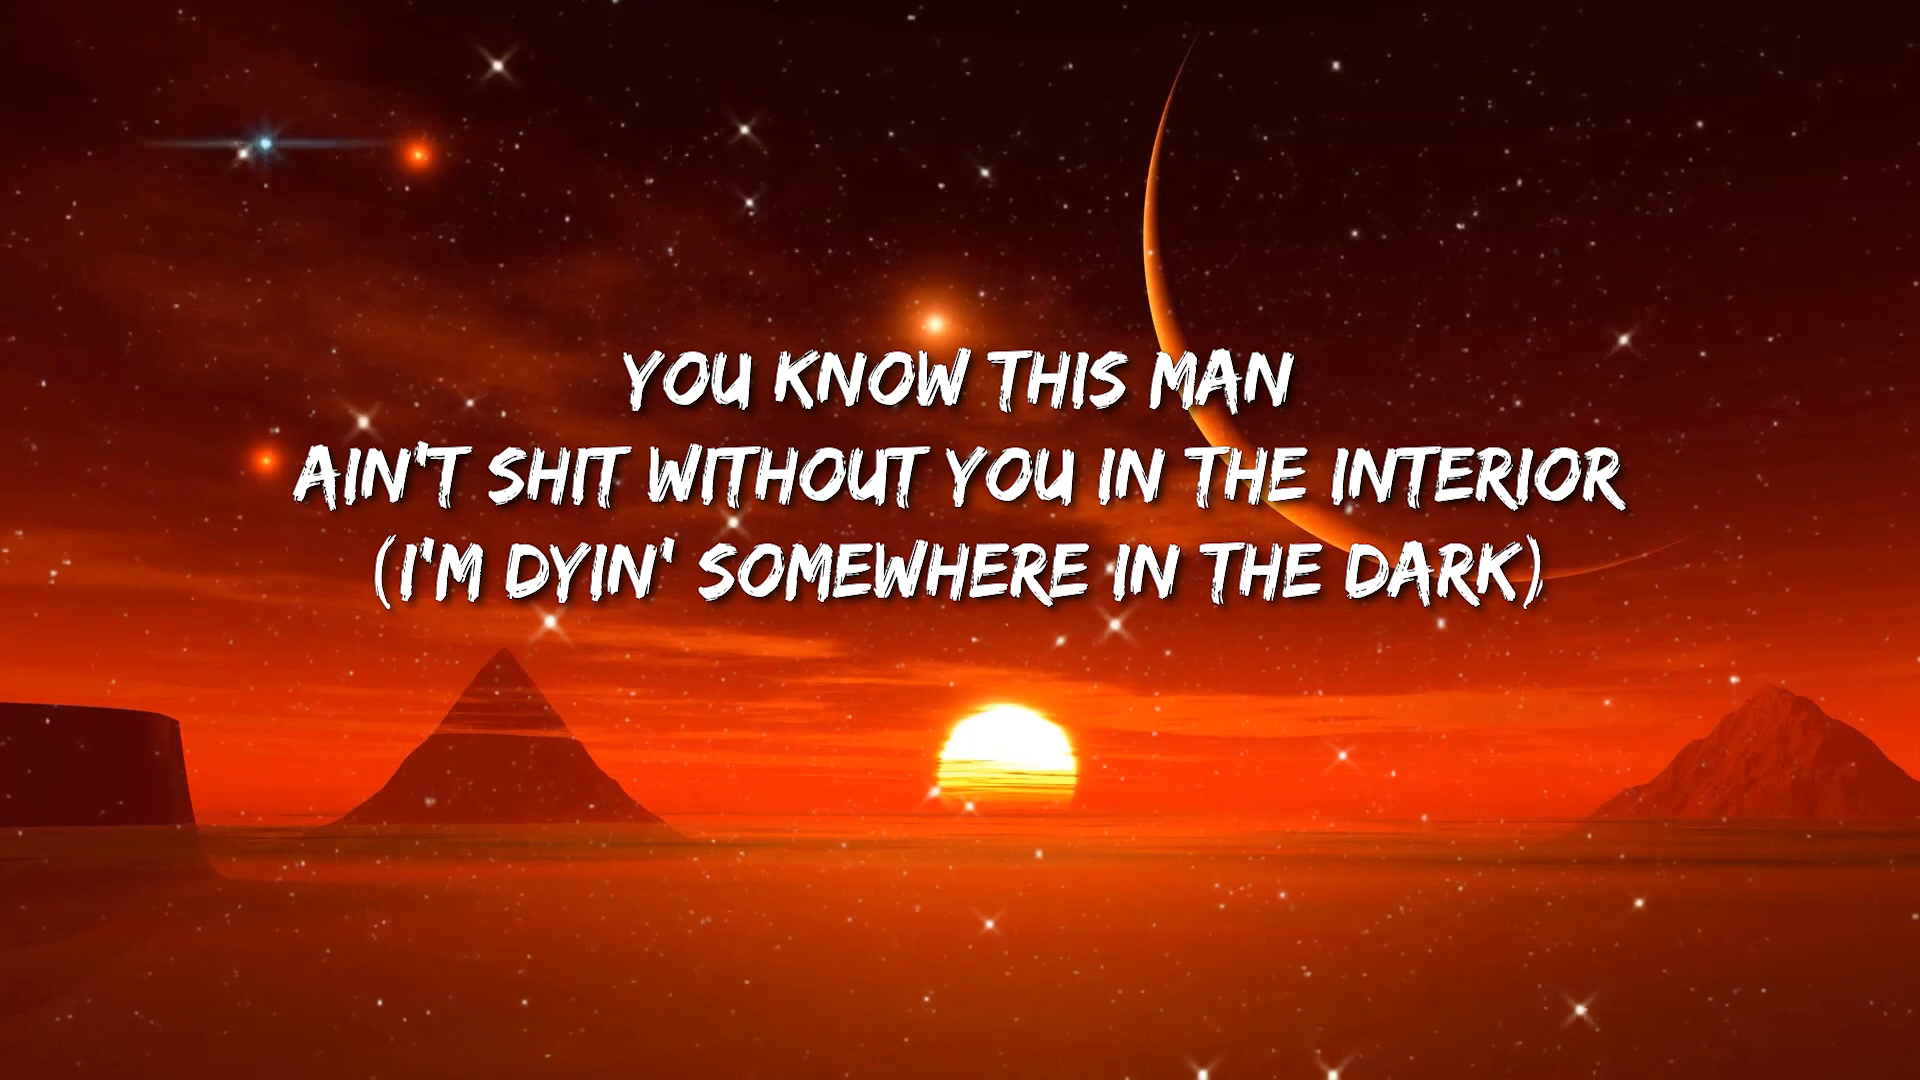 YOU KNOW THIS MAN
AIN'T SHIT WITHOUT YOU IN THE INTERIOR
(I'M DYIN' SOMEWHERE IN THE DARK)